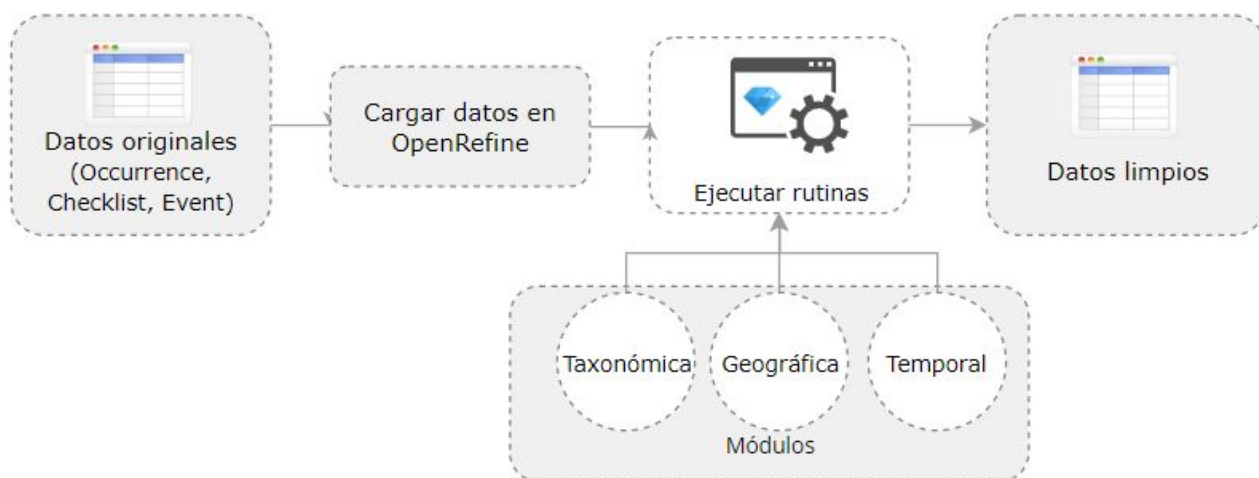 Datos originales
(Occurrence,
Checklist, Event)
Cargar datos en
OpenRefine
Ejecutar rutinas
Datos limpios
Taxonómica
Geográfica
Temporal
Módulos